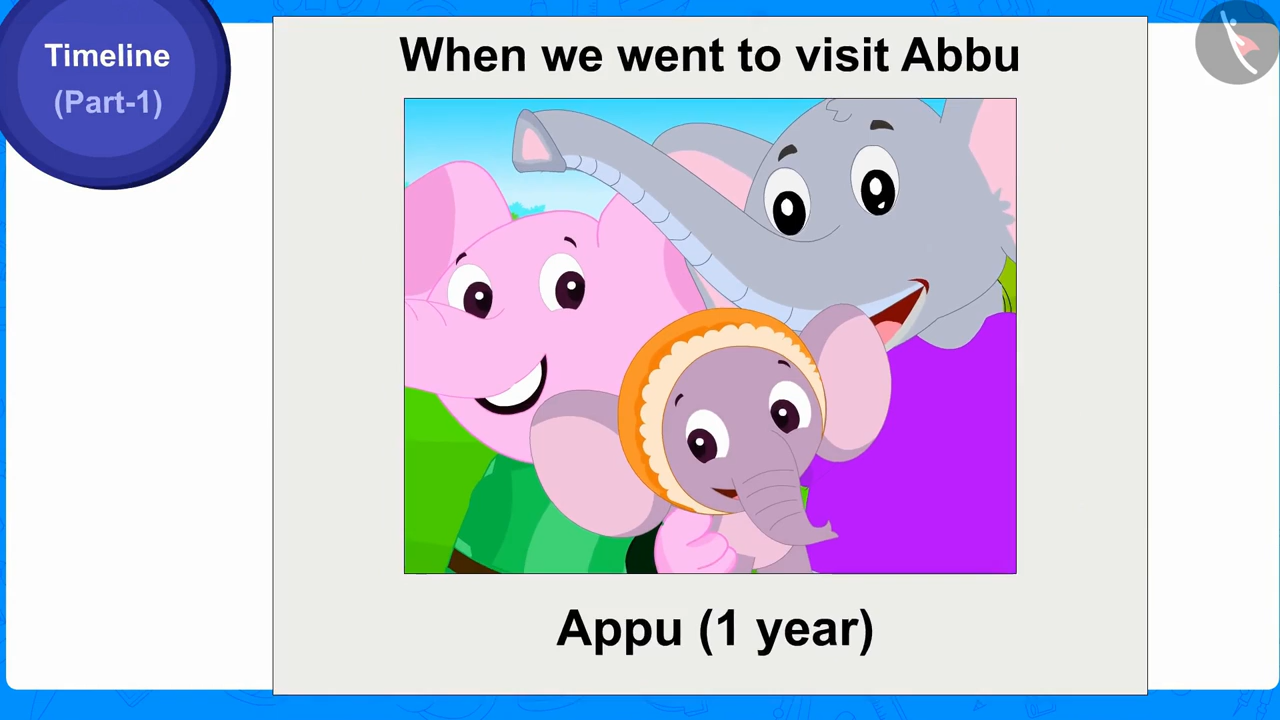 Timeline
(Part-1)
When we went to visit Abbu
Appu (1 year)